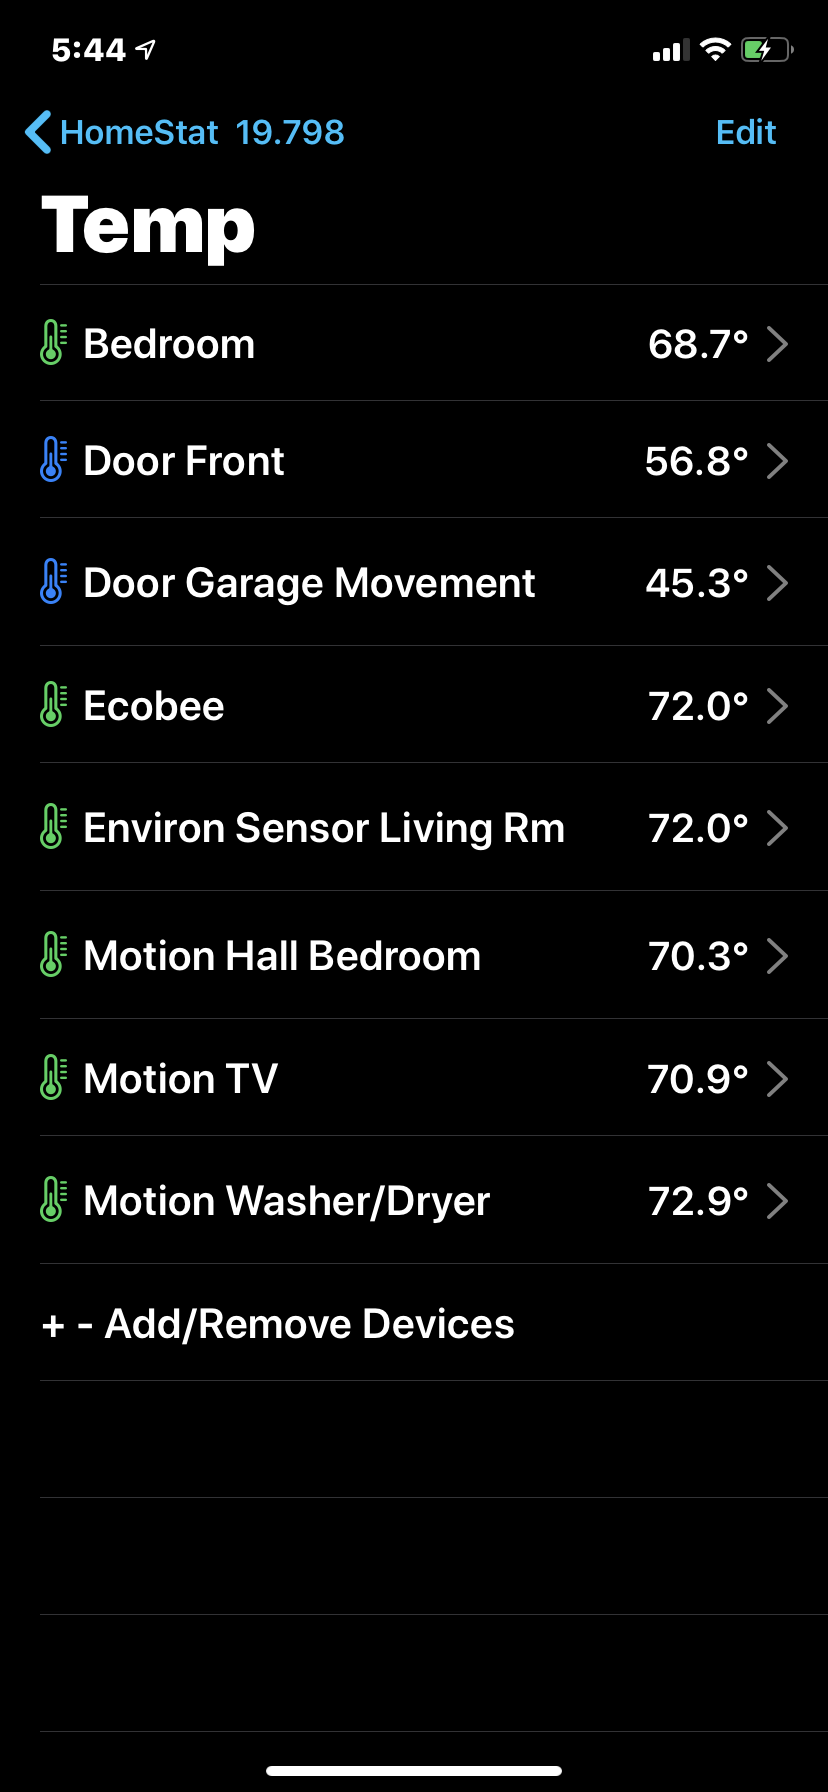 5:44
HomeStat 19.798 Edit
Temp
Bedroom 68.7°
Door Front 56.8°
Door Garage Movement 45.3°
Ecobee 72.0°
Environ Sensor Living Rm 72.0°
Motion Hall Bedroom 70.3°
Motion TV 70.9°
Motion Washer/Dryer 72.9°
+ - Add/Remove Devices